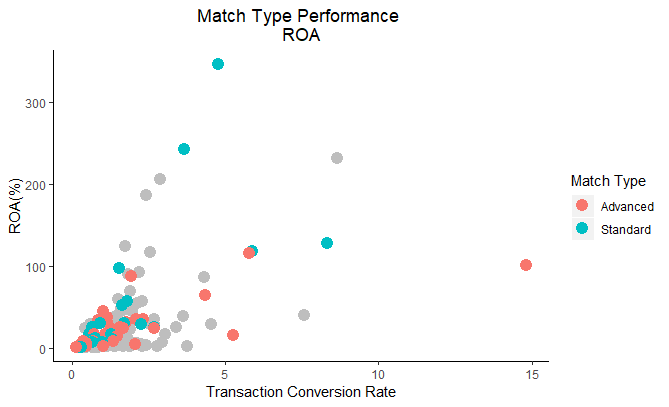 Match Type Performance
ROA
ROA(%)
300
200
100
0
0
5
10
15
Transaction Conversion Rate
Match Type
Advanced
Standard